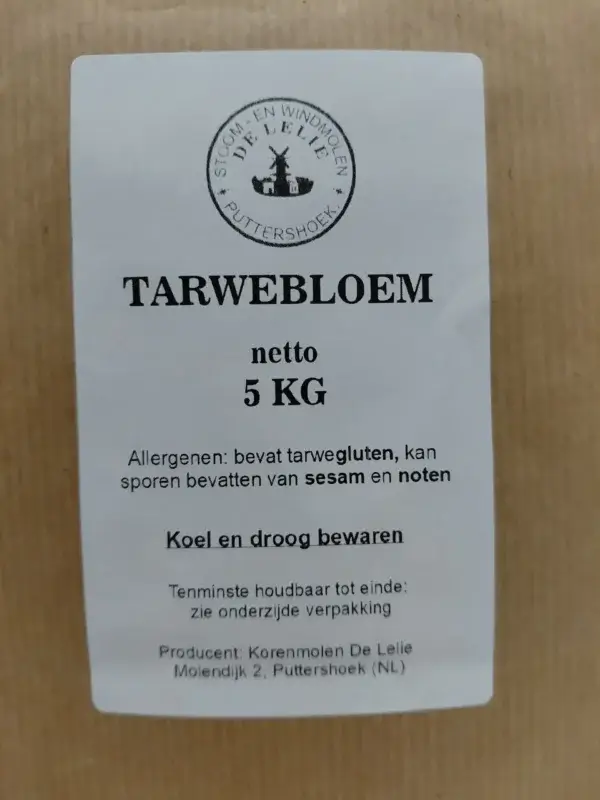 STOOM- EN WINDMOLEN
DE LELIE
PUTTERSHOEK
TARWEBLOEM
netto
5 KG
Allergenen: bevat tarwegluten, kan
sporen bevatten van sesam en noten
Koel en droog bewaren
Tenminste houdbaar tot einde:
zie onderzijde verpakking
Producent: Korenmolen De Lelie
Molendijk 2, Puttershoek (NL)